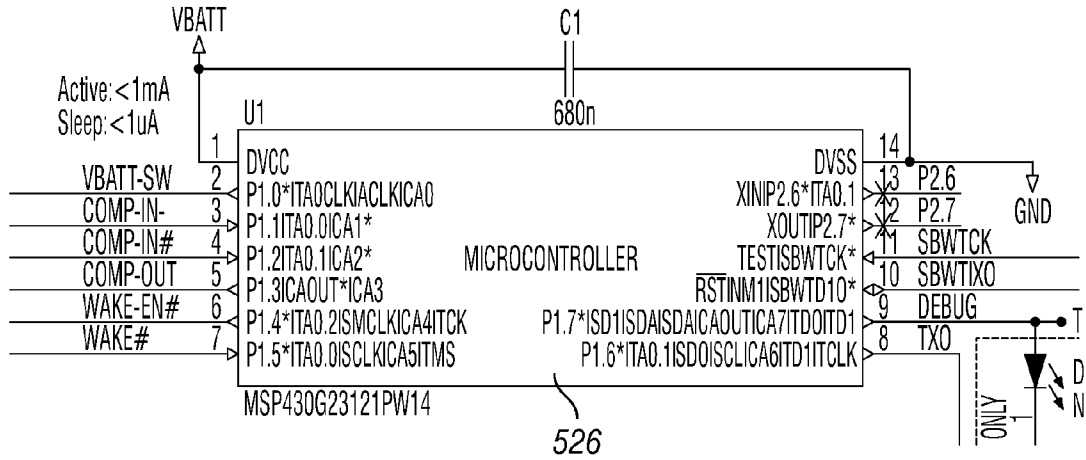 VBATT
C1
680n
Active:<1mA
Sleep:<1uA
U1
1 DVCC
VBATT-SW 2 P1.0*ITA0CLKIACLKICA0
COMP-IN- 3 P1.1ITA0.0ICA1*
COMP-IN# 4 P1.2ITA0.1ICA2*
COMP-OUT 5 P1.3ICAOUT*ICA3
WAKE-EN# 6 P1.4*ITA0.2ISMCLKICA4ITCK
WAKE# 7 P1.5*ITA0.0ISCLKICA5ITMS
MICROCONTROLLER
DVSS 14
GND
XINIP2.6*ITA0.1 13 P2.6
XOUTIP2.7* 12 P2.7
TESTISBWTCK* 11 SBWTCK
RSTINM1ISBWTD10* 10 SBWTIXO
P1.7*ISD1ISDAISDAICAOUTICA7ITDOITD1 9 DEBUG
P1.6*ITA0.1ISDOISCLICA6ITD1ITCLK 8 TXO
MSP430G23121PW14
526
T
D
N
ONLY
1